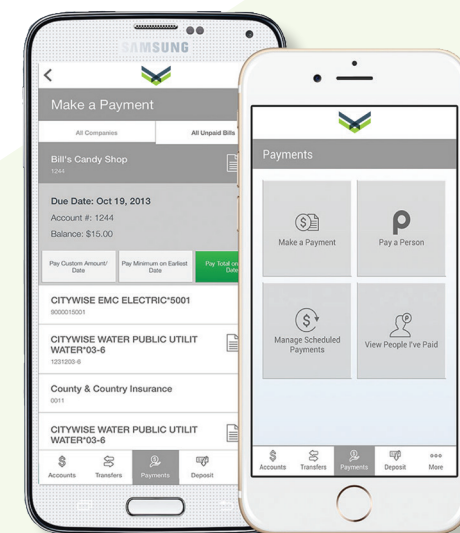 SAMSUNG
Make a Payment
All Companies
All Unpaid Bills
Bill's Candy Shop
1244
Due Date: Oct 19, 2013
Account #: 1244
Balance: $15.00
Pay Custom Amount/
Date
Pay Minimum on Earliest
Date
Pay Total on
Date
CITYWISE EMC ELECTRIC*5001
9000015001
CITYWISE WATER PUBLIC UTILIT
WATER*03-6
1231203-6
County & Country Insurance
0011
CITYWISE WATER PUBLIC UTILIT
WATER*03-6
Accounts
Transfers
Payments
Deposit
Payments
Make a Payment
Pay a Person
Manage Scheduled
Payments
View People I've Paid
Accounts
Transfers
Payments
Deposit
More